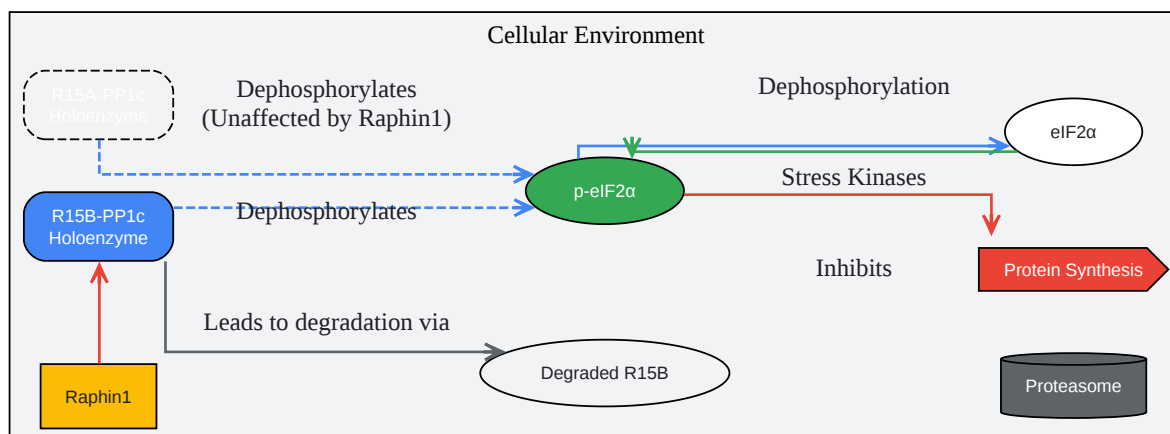 Cellular Environment
R15A-PP1c
Holoenzyme
Dephosphorylates
(Unaffected by Raphin1)
Dephosphorylation
eIF2α
p-eIF2α
Stress Kinases
R15B-PP1c
Holoenzyme
Dephosphorylates
Inhibits
Protein Synthesis
Leads to degradation via
Raphin1
Degraded R15B
Proteasome